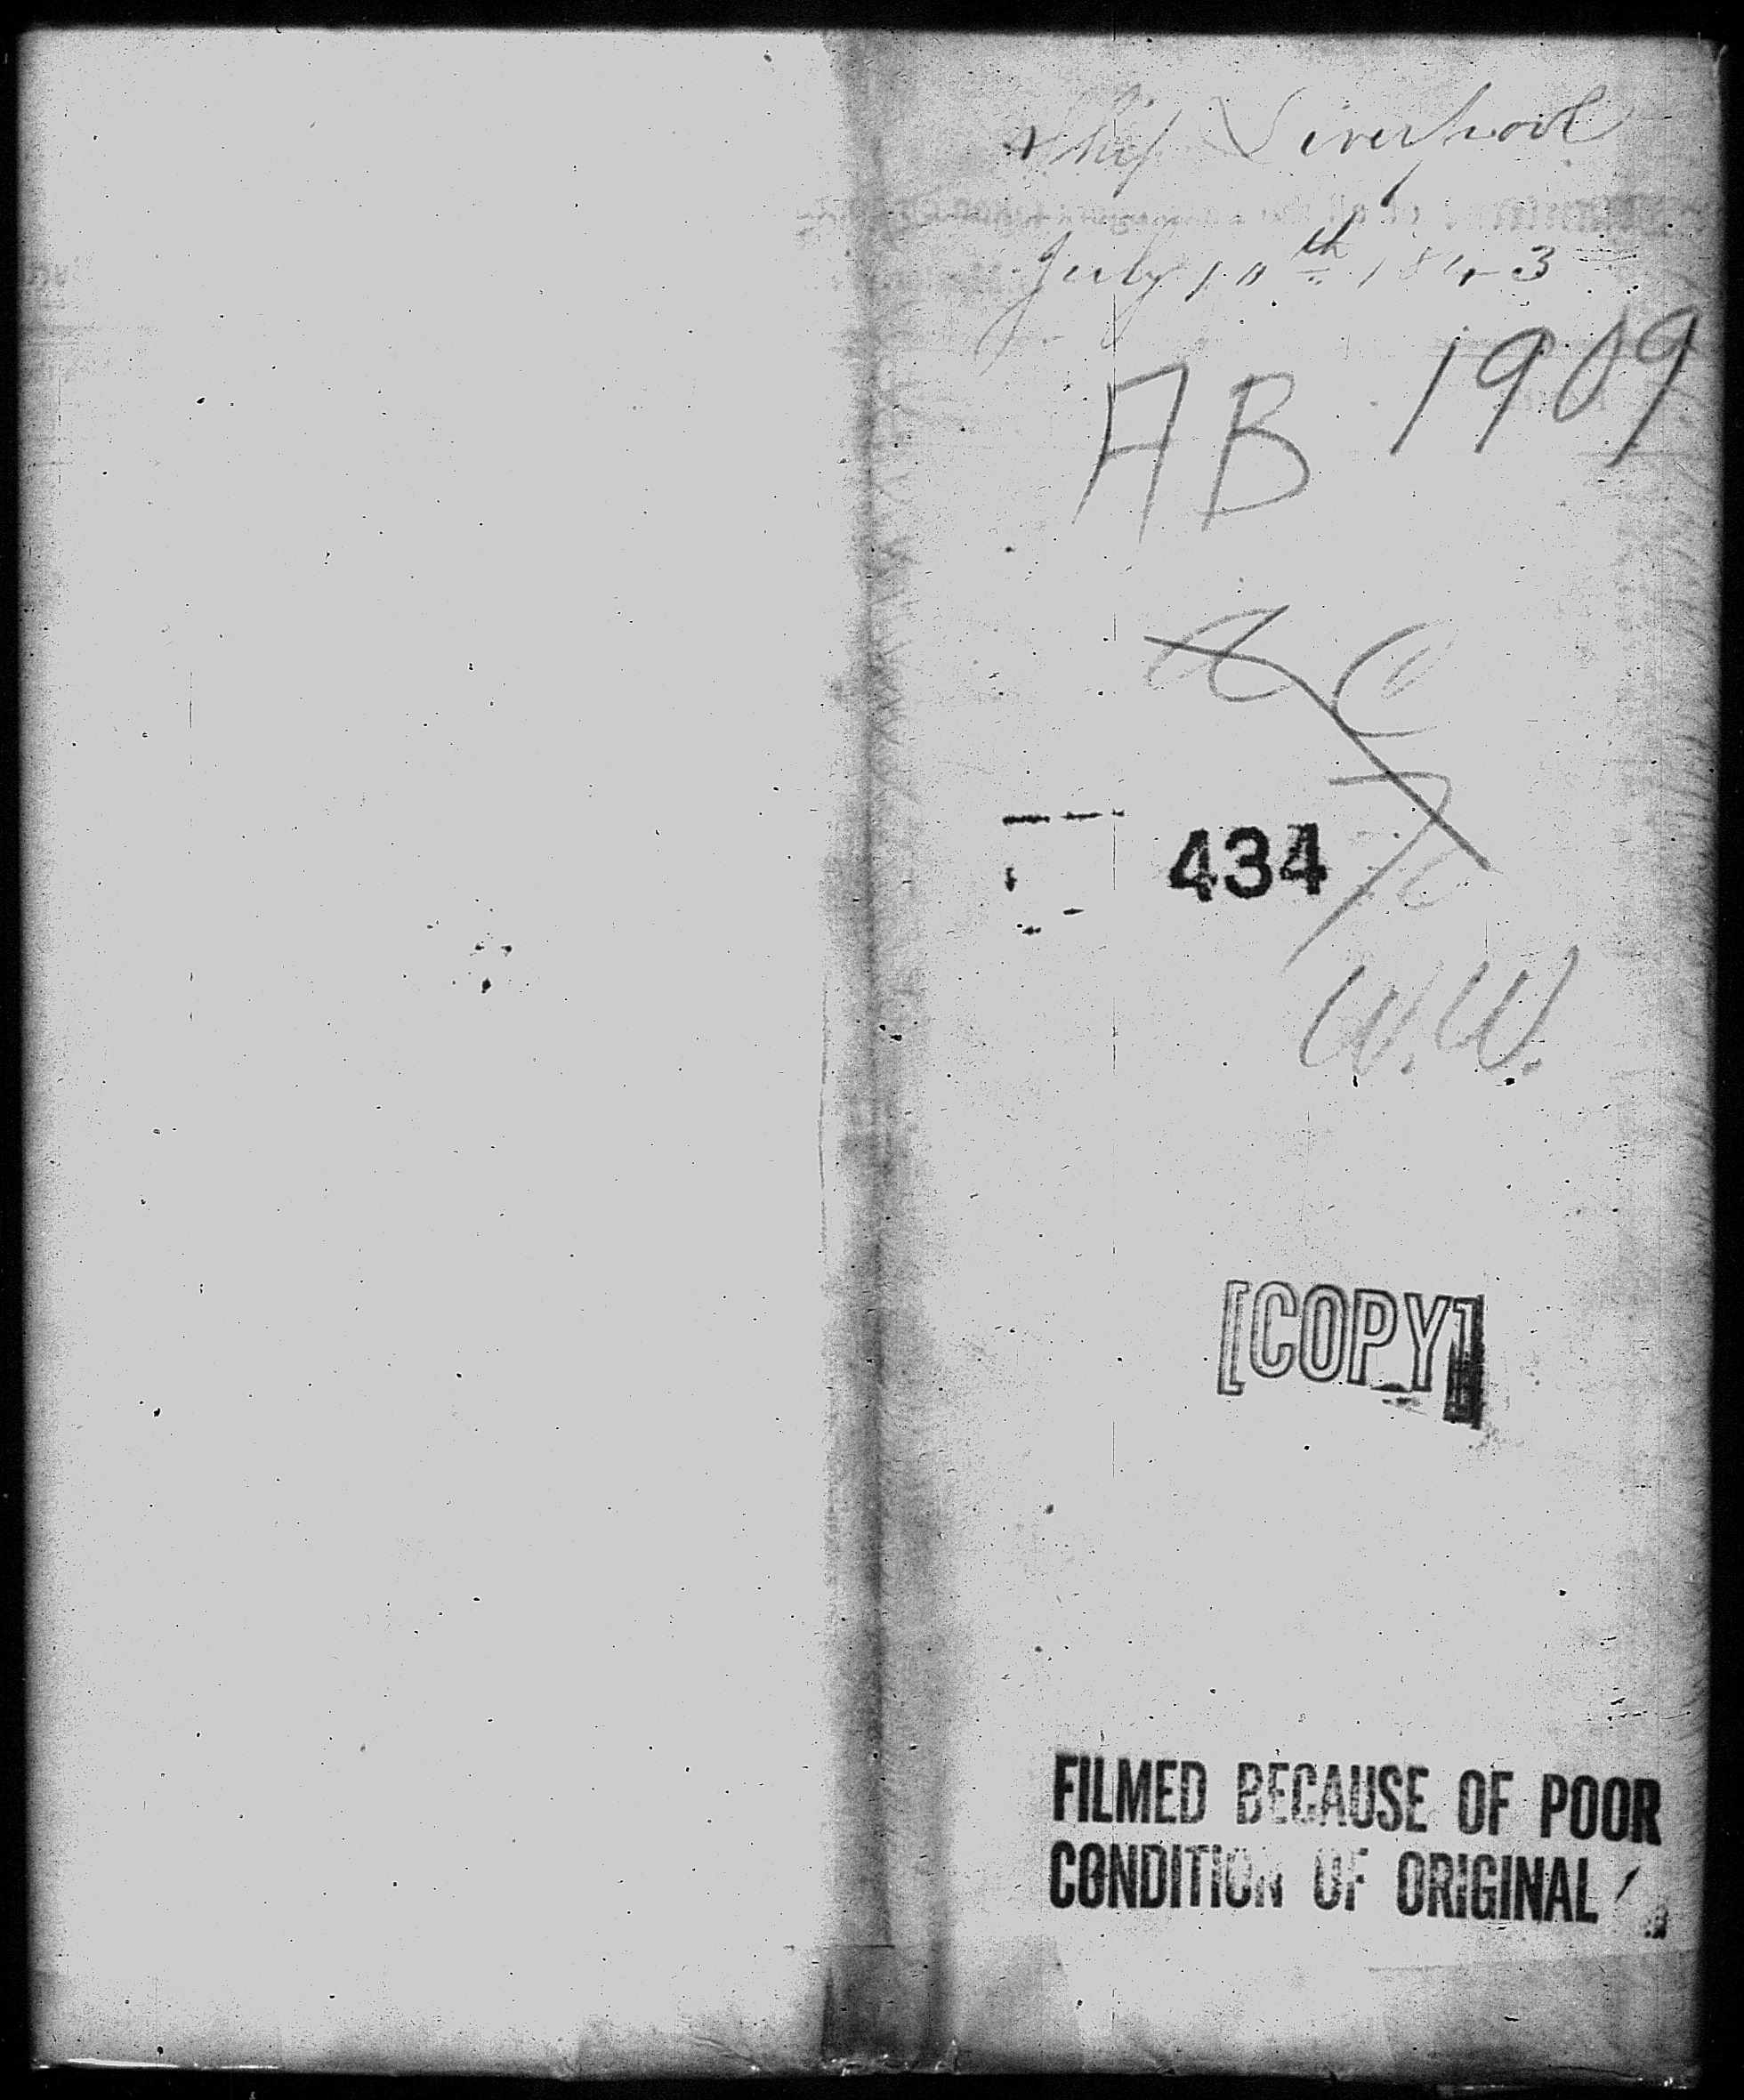 Ship Liverpool
July 10th 1843
AB 1909
434
W.W.
[COPY]
FILMED BECAUSE OF POOR
CONDITION OF ORIGINAL